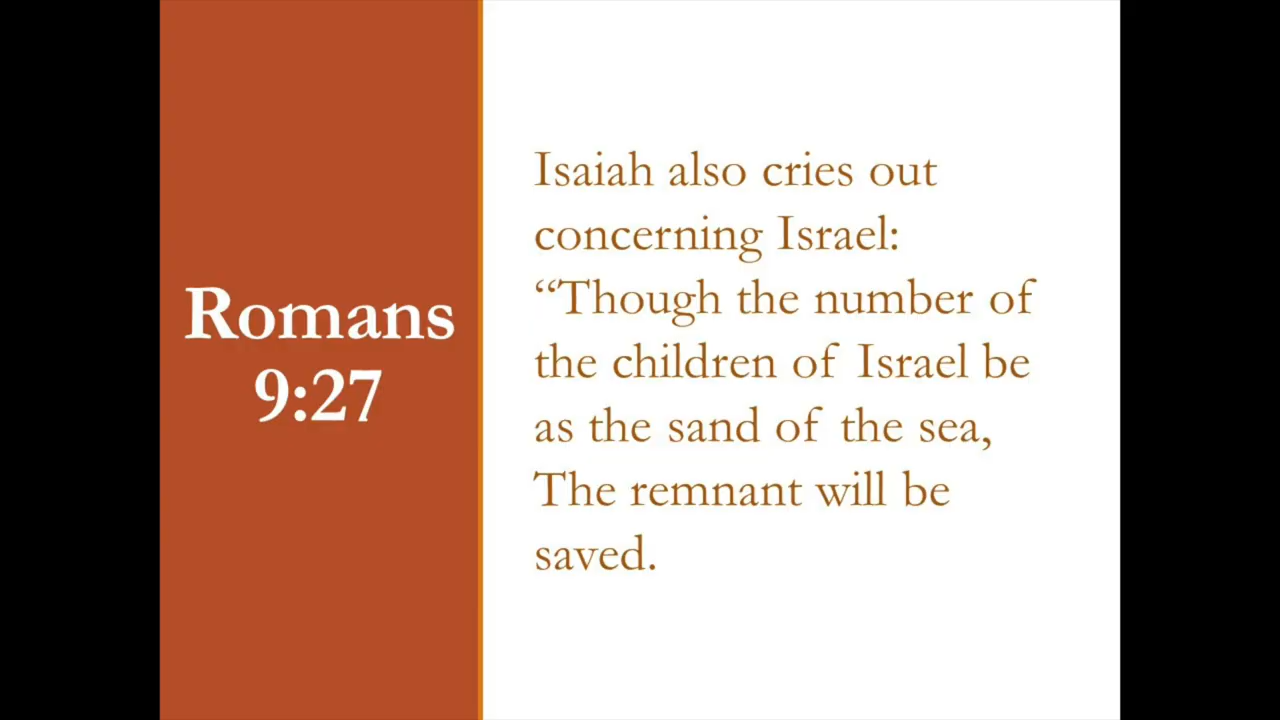 Romans
9:27
Isaiah also cries out
concerning Israel:
“Though the number of
the children of Israel be
as the sand of the sea,
The remnant will be
saved.